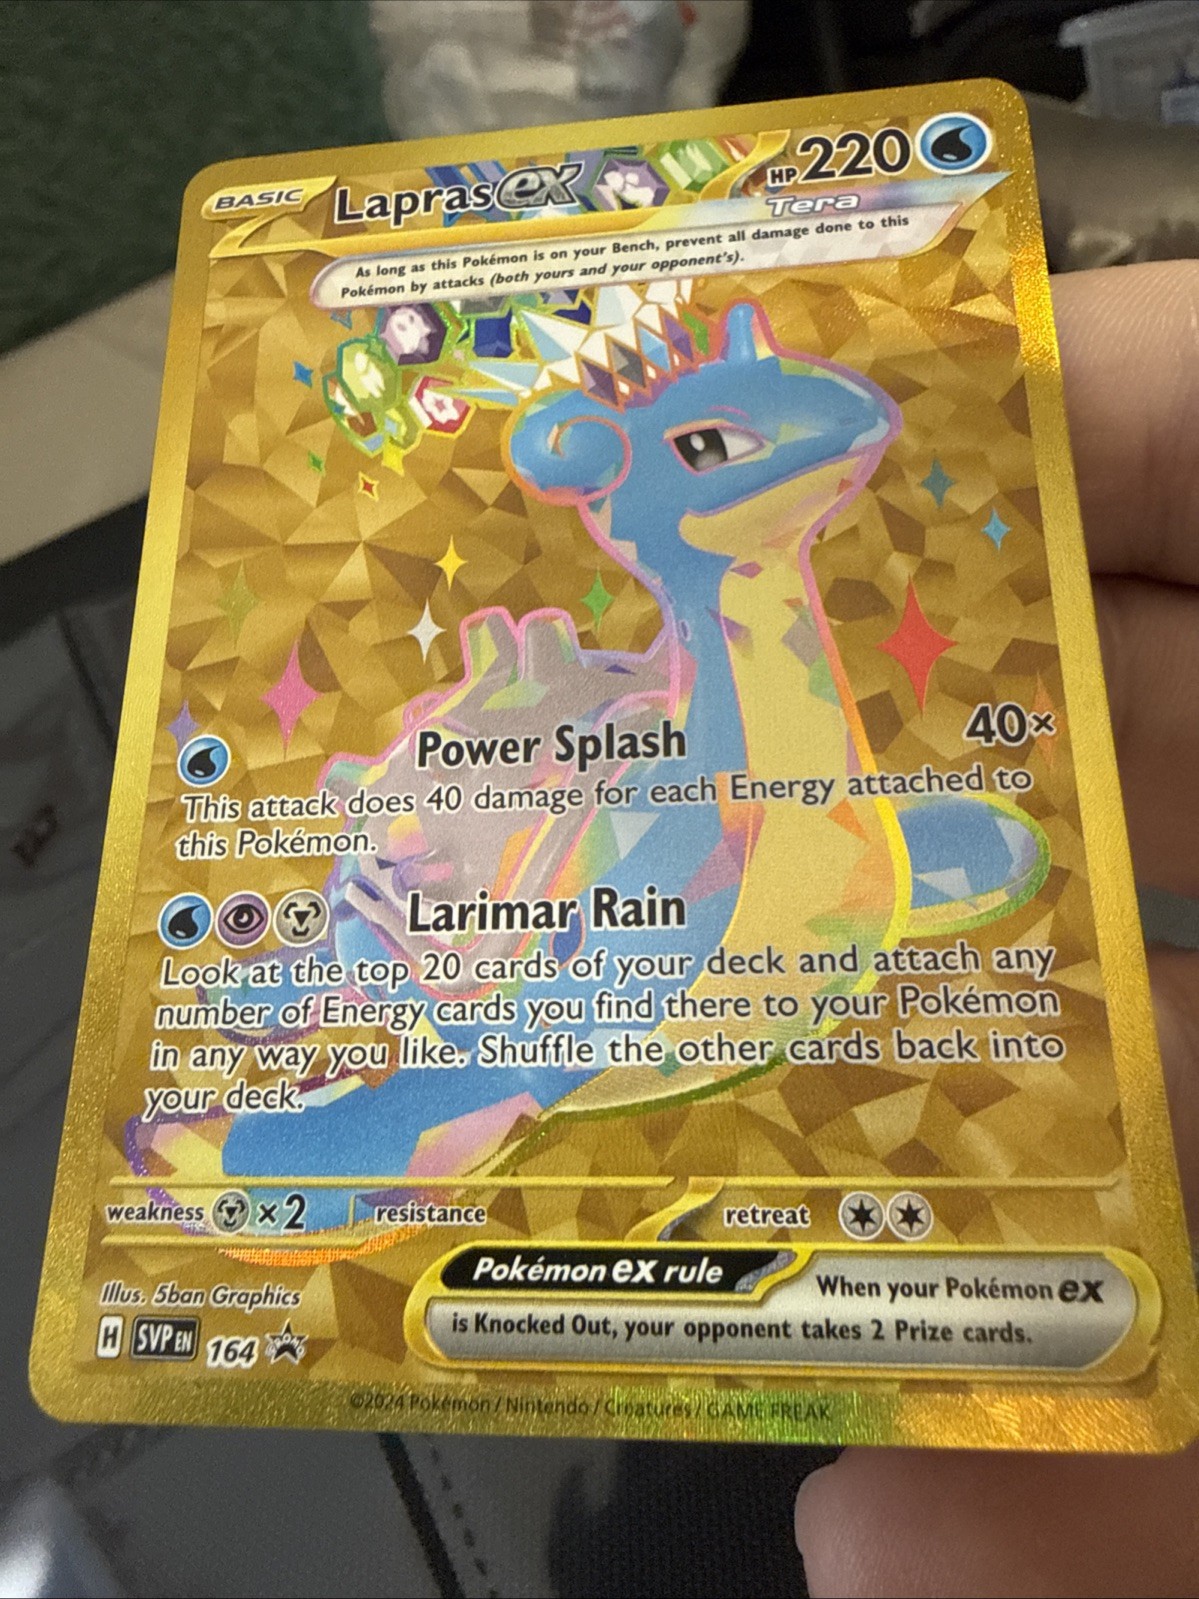 BASIC Lapras ex HP 220
Tera
As long as this Pokémon is on your Bench, prevent all damage done to this
Pokémon by attacks (both yours and your opponent's).
Power Splash 40×
This attack does 40 damage for each Energy attached to
this Pokémon.
Larimar Rain
Look at the top 20 cards of your deck and attach any
number of Energy cards you find there to your Pokémon
in any way you like. Shuffle the other cards back into
your deck.
weakness ×2 resistance retreat
Pokémon ex rule When your Pokémon ex
is Knocked Out, your opponent takes 2 Prize cards.
Illus. 5ban Graphics
H SVP EN 164 PROMO
©2024 Pokémon / Nintendo / Creatures / GAME FREAK